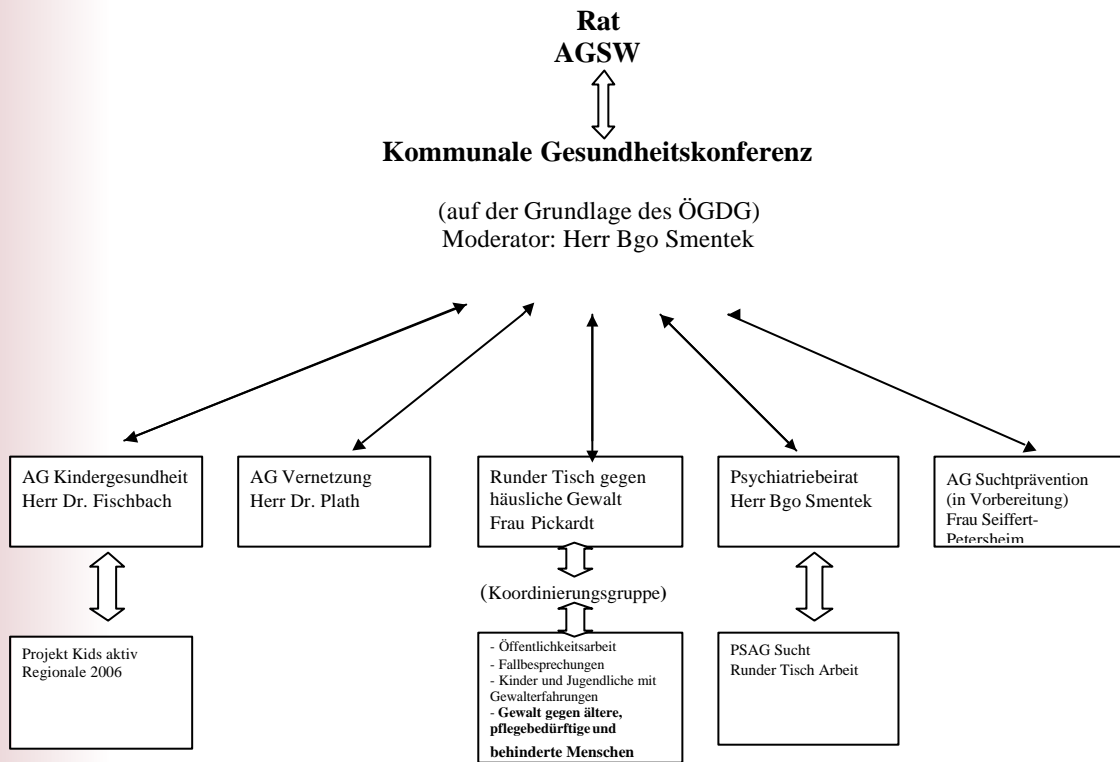 Rat
AGSW
Kommunale Gesundheitskonferenz
(auf der Grundlage des ÖGDG)
Moderator: Herr Bgo Smentek
AG Kindergesundheit
Herr Dr. Fischbach
AG Vernetzung
Herr Dr. Plath
Runder Tisch gegen
häusliche Gewalt
Frau Pickardt
Psychiatriebeirat
Herr Bgo Smentek
AG Suchtprävention
(in Vorbereitung)
Frau Seiffert-
Petersheim
(Koordinierungsgruppe)
Projekt Kids aktiv
Regionale 2006
- Öffentlichkeitsarbeit
- Fallbesprechungen
- Kinder und Jugendliche mit
Gewalterfahrungen
- Gewalt gegen ältere,
pflegebedürftige und
behinderte Menschen
PSAG Sucht
Runder Tisch Arbeit